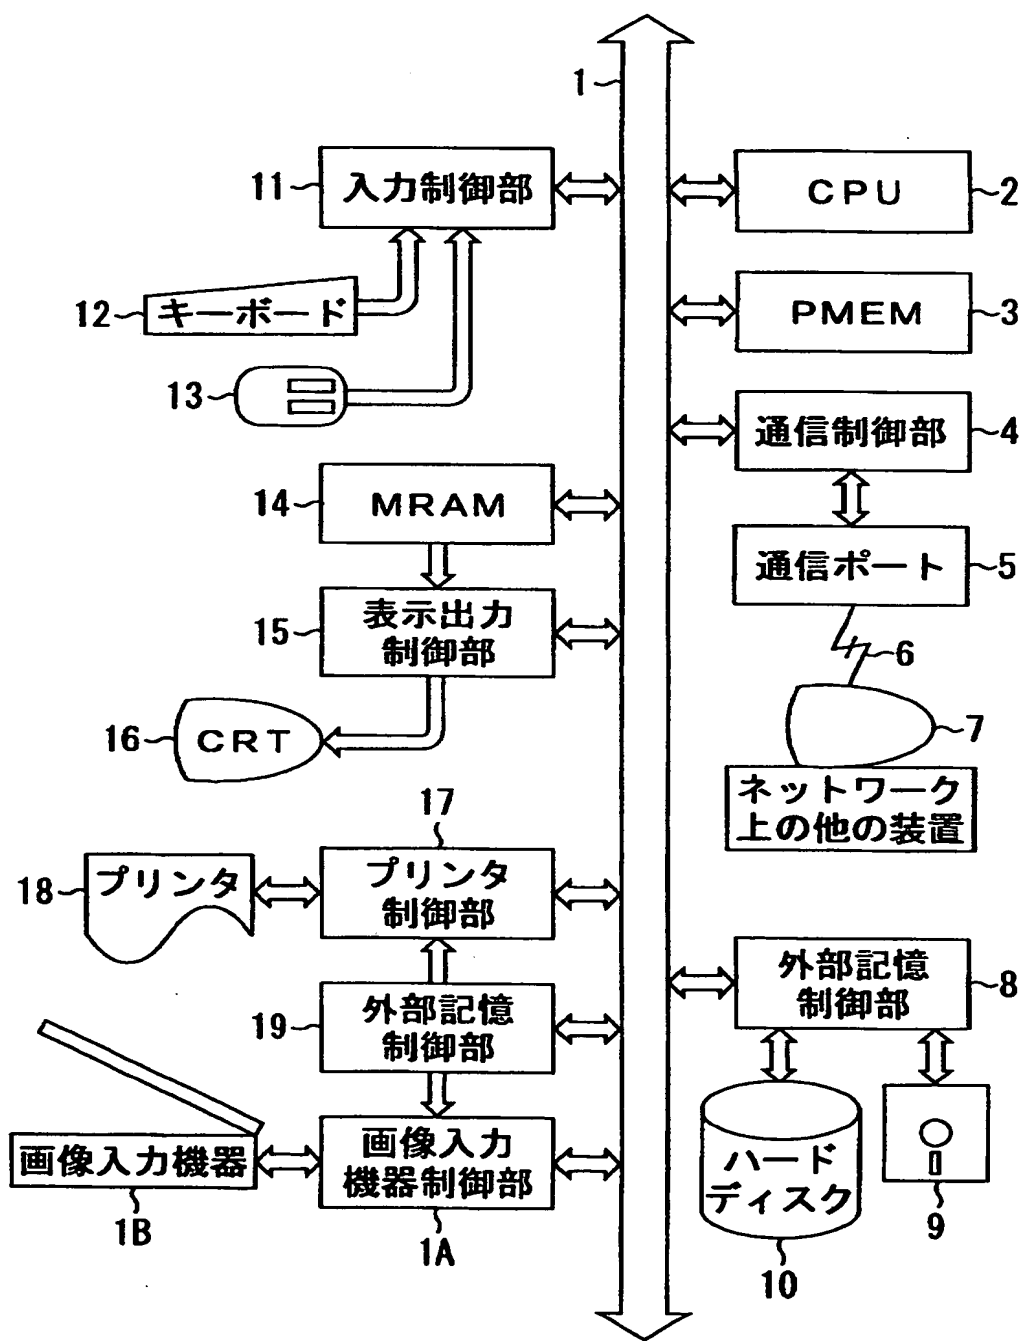 1
11
入力制御部
CPU
2
12
キーボード
PMEM
3
13
通信制御部
4
14
MRAM
通信ポート
5
15
表示出力
制御部
6
16
CRT
7
ネットワーク
上の他の装置
17
18
プリンタ
プリンタ
制御部
外部記憶
制御部
8
19
外部記憶
制御部
画像入力機器
画像入力
機器制御部
ハード
ディスク
1B
1A
9
10